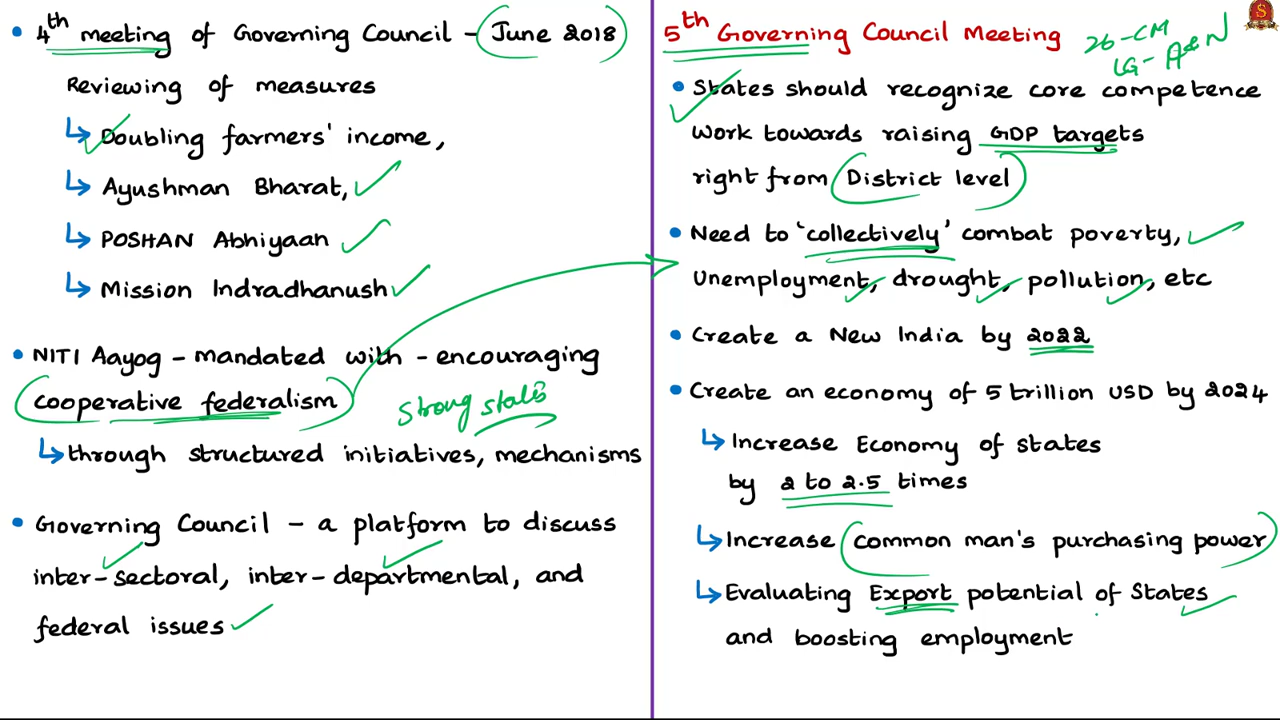 • 4th meeting of Governing Council – June 2018
Reviewing of measures
↳ Doubling farmers' income,
↳ Ayushman Bharat,
↳ POSHAN Abhiyaan
↳ Mission Indradhanush
• NITI Aayog – mandated with – encouraging
cooperative federalism
strong states
↳ through structured initiatives, mechanisms
• Governing Council – a platform to discuss
inter-sectoral, inter-departmental, and
federal issues
5th Governing Council Meeting
26-CM
LG-A&N
• States should recognize core competence
work towards raising GDP targets
right from District level
• Need to 'collectively' combat poverty,
unemployment, drought, pollution, etc
• Create a New India by 2022
• Create an economy of 5 trillion USD by 2024
↳ Increase Economy of states
by 2 to 2.5 times
↳ Increase common man's purchasing power
↳ Evaluating Export potential of States
and boosting employment